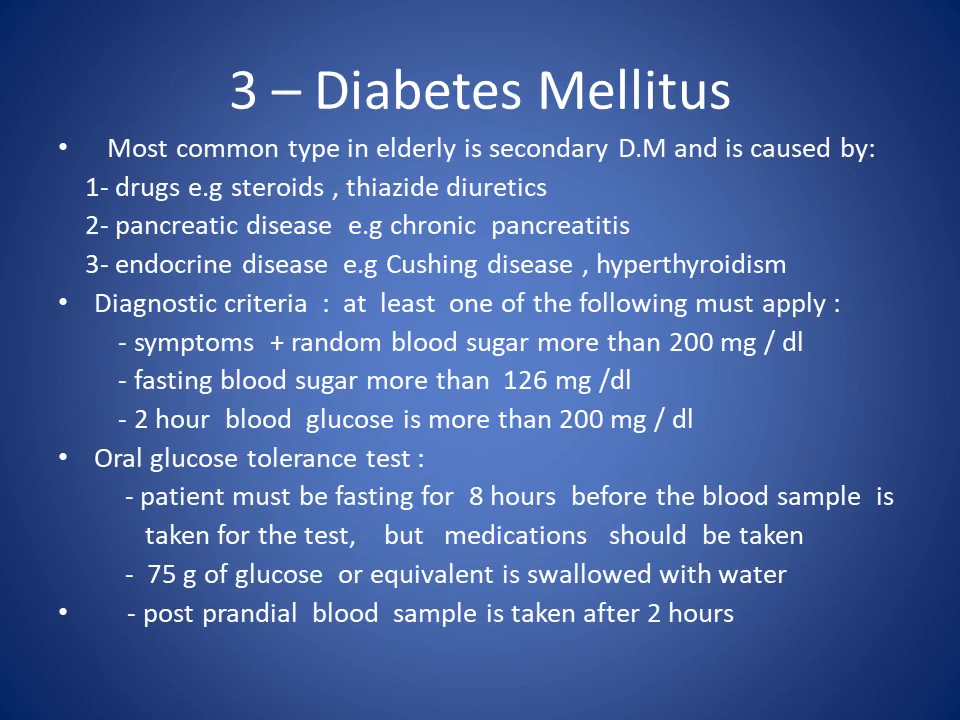 3 – Diabetes Mellitus
• Most common type in elderly is secondary D.M and is caused by:
1- drugs e.g steroids , thiazide diuretics
2- pancreatic disease e.g chronic pancreatitis
3- endocrine disease e.g Cushing disease , hyperthyroidism
• Diagnostic criteria : at least one of the following must apply :
- symptoms + random blood sugar more than 200 mg / dl
- fasting blood sugar more than 126 mg /dl
- 2 hour blood glucose is more than 200 mg / dl
• Oral glucose tolerance test :
- patient must be fasting for 8 hours before the blood sample is
taken for the test, but medications should be taken
- 75 g of glucose or equivalent is swallowed with water
• - post prandial blood sample is taken after 2 hours